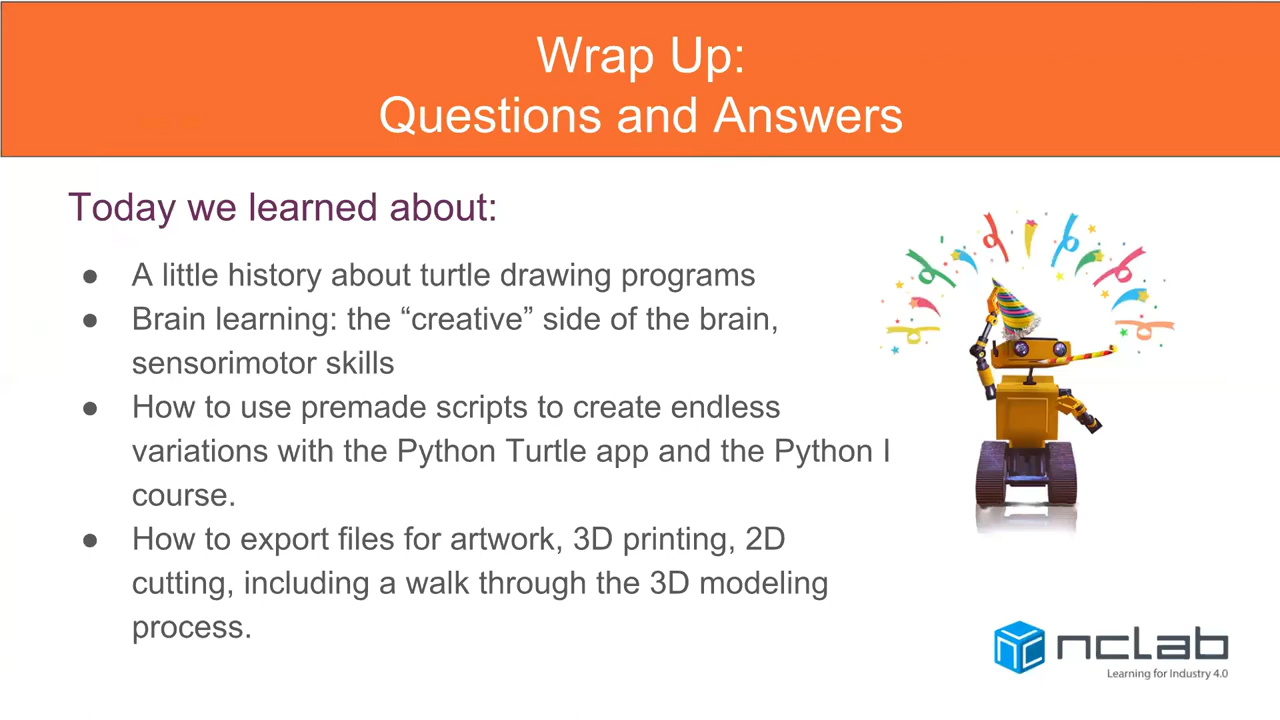 Wrap Up:
Questions and Answers
Today we learned about:
● A little history about turtle drawing programs
● Brain learning: the “creative” side of the brain,
sensorimotor skills
● How to use premade scripts to create endless
variations with the Python Turtle app and the Python I
course.
● How to export files for artwork, 3D printing, 2D
cutting, including a walk through the 3D modeling
process.
nclab
Learning for Industry 4.0